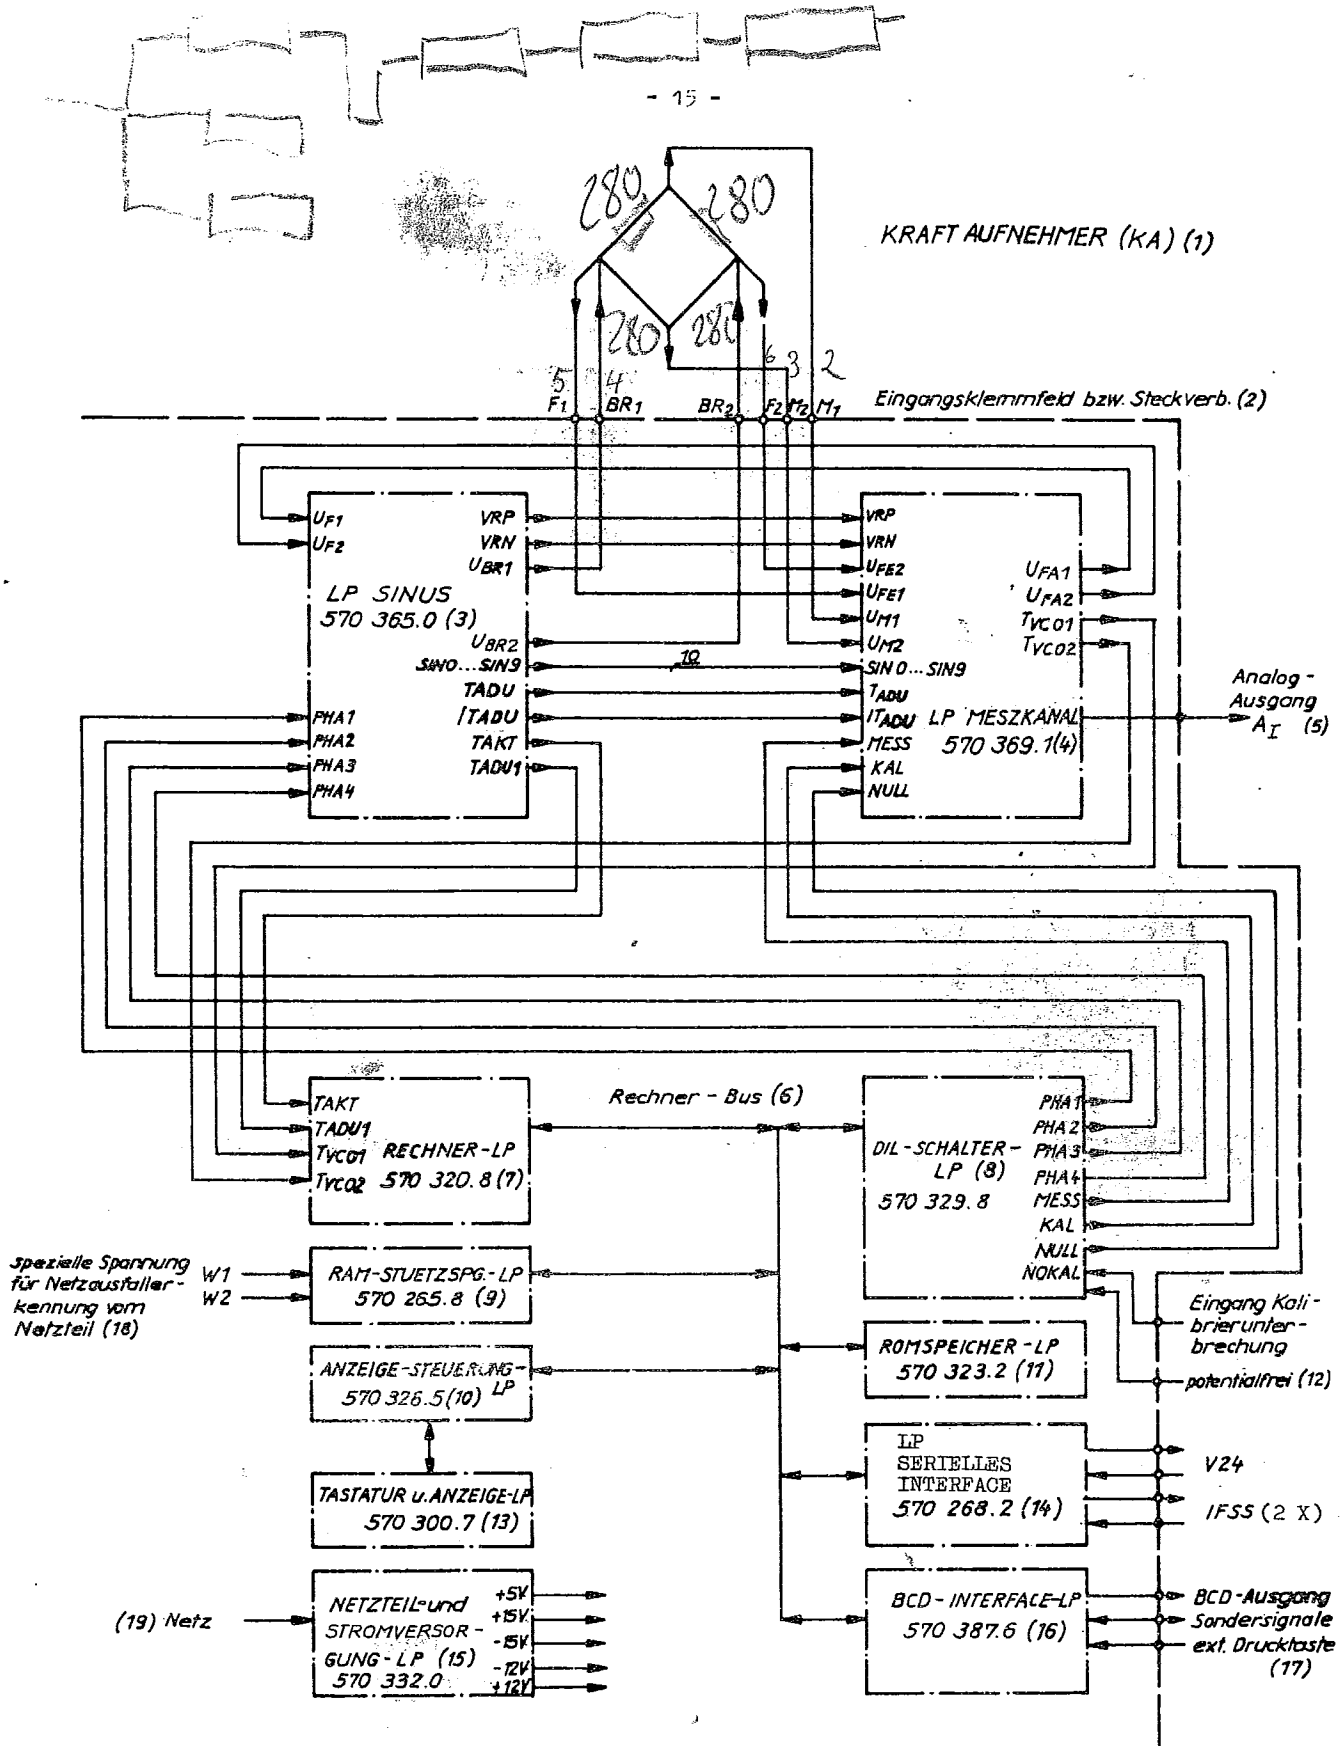 - 15 -
280
280
KRAFTAUFNEHMER (KA) (1)
280
280
5
4
6
3
2
F1
BR1
BR2
F2
M2
M1
Eingangsklemmfeld bzw. Steckverb. (2)
UF1
UF2
VRP
VRN
UBR1
LP SINUS
570 365.0 (3)
UBR2
SIN0...SIN9
TADU
/TADU
TAKT
TADU1
PHA1
PHA2
PHA3
PHA4
10
VRP
VRN
UFE2
UFE1
UM1
UM2
SIN0...SIN9
TADU
ITADU
MESS
KAL
NULL
UFA1
UFA2
TVCO1
TVCO2
LP MESZKANAL
570 369.1(4)
Analog-
Ausgang
AI (5)
TAKT
TADU1
TVCO1
TVCO2
RECHNER-LP
570 320.8 (7)
Rechner - Bus (6)
DIL-SCHALTER-
LP (8)
570 329.8
PHA1
PHA2
PHA3
PHA4
MESS
KAL
NULL
NOKAL
spezielle Spannung
für Netzausfaller-
kennung vom
Netzteil (18)
W1
W2
RAM-STUETZSPG.-LP
570 265.8 (9)
Eingang Kali-
brierunter-
brechung
potentialfrei (12)
ANZEIGE-STEUERUNG-
LP
570 326.5(10)
ROMSPEICHER-LP
570 323.2 (11)
LP
SERIELLES
INTERFACE
570 268.2 (14)
V24
IFSS (2 X)
TASTATUR u.ANZEIGE-LP
570 300.7 (13)
(19) Netz
NETZTEIL-und
STROMVERSOR-
GUNG-LP (15)
570 332.0
+5V
+15V
-15V
-12V
+12V
BCD-INTERFACE-LP
570 387.6 (16)
BCD-Ausgang
Sondersignale
ext. Drucktaste
(17)